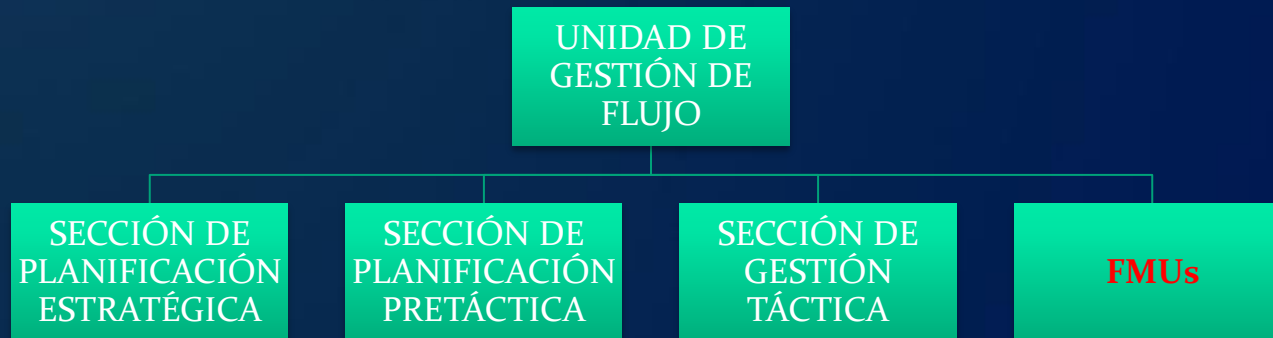 UNIDAD DE
GESTIÓN DE
FLUJO
SECCIÓN DE
PLANIFICACIÓN
ESTRATÉGICA
SECCIÓN DE
PLANIFICACIÓN
PRETÁCTICA
SECCIÓN DE
GESTIÓN
TÁCTICA
FMUs